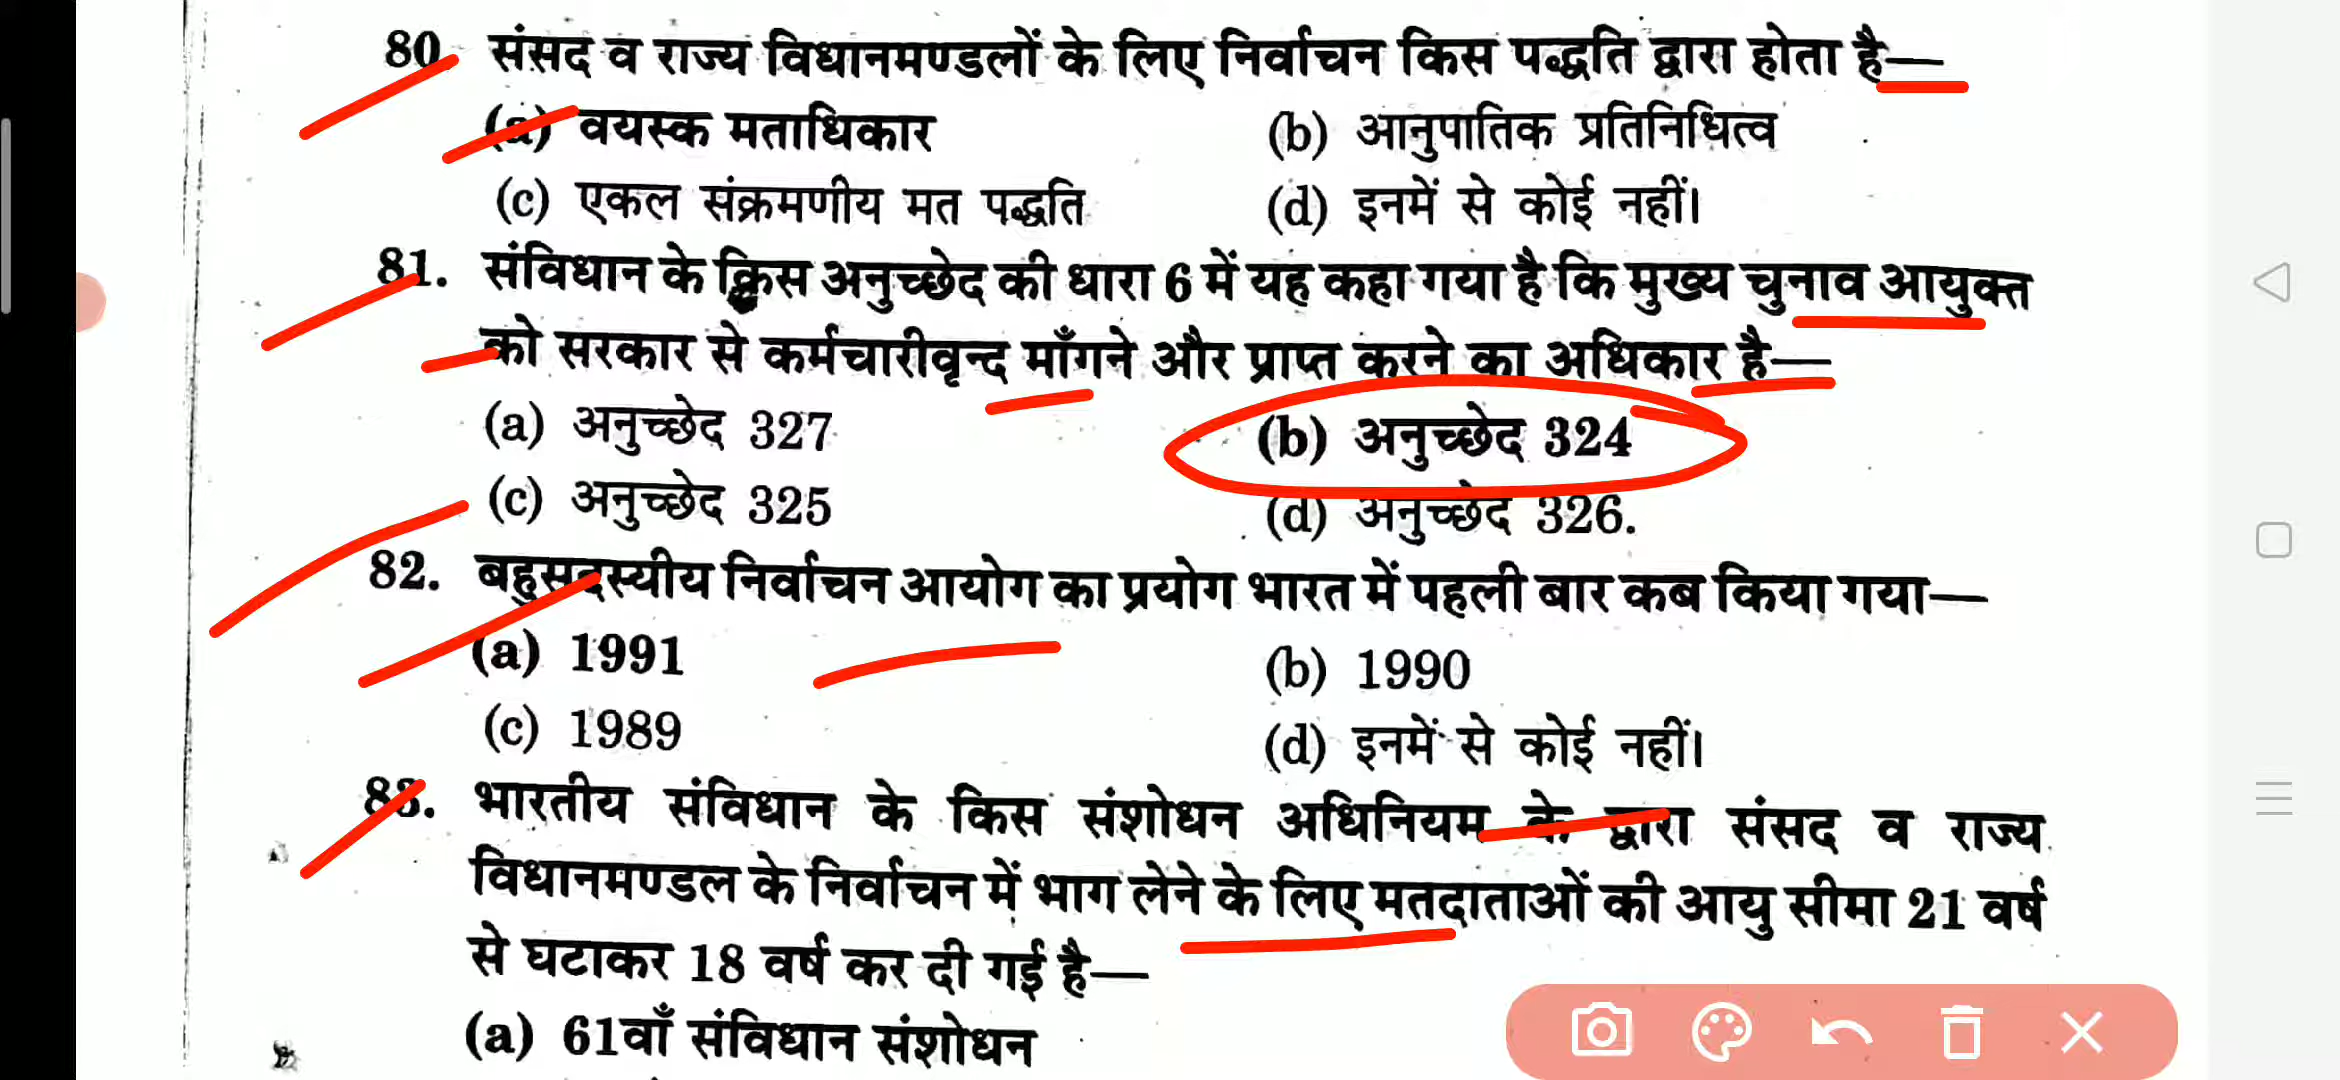 80. संसद व राज्य विधानमण्डलों के लिए निर्वाचन किस पद्धति द्वारा होता है—
(a) वयस्क मताधिकार (b) आनुपातिक प्रतिनिधित्व
(c) एकल संक्रमणीय मत पद्धति (d) इनमें से कोई नहीं।
81. संविधान के किस अनुच्छेद की धारा 6 में यह कहा गया है कि मुख्य चुनाव आयुक्त
को सरकार से कर्मचारीवृन्द माँगने और प्राप्त करने का अधिकार है—
(a) अनुच्छेद 327 (b) अनुच्छेद 324
(c) अनुच्छेद 325 (d) अनुच्छेद 326.
82. बहुसदस्यीय निर्वाचन आयोग का प्रयोग भारत में पहली बार कब किया गया—
(a) 1991 (b) 1990
(c) 1989 (d) इनमें से कोई नहीं।
83. भारतीय संविधान के किस संशोधन अधिनियम के द्वारा संसद व राज्य
विधानमण्डल के निर्वाचन में भाग लेने के लिए मतदाताओं की आयु सीमा 21 वर्ष
से घटाकर 18 वर्ष कर दी गई है—
(a) 61वाँ संविधान संशोधन